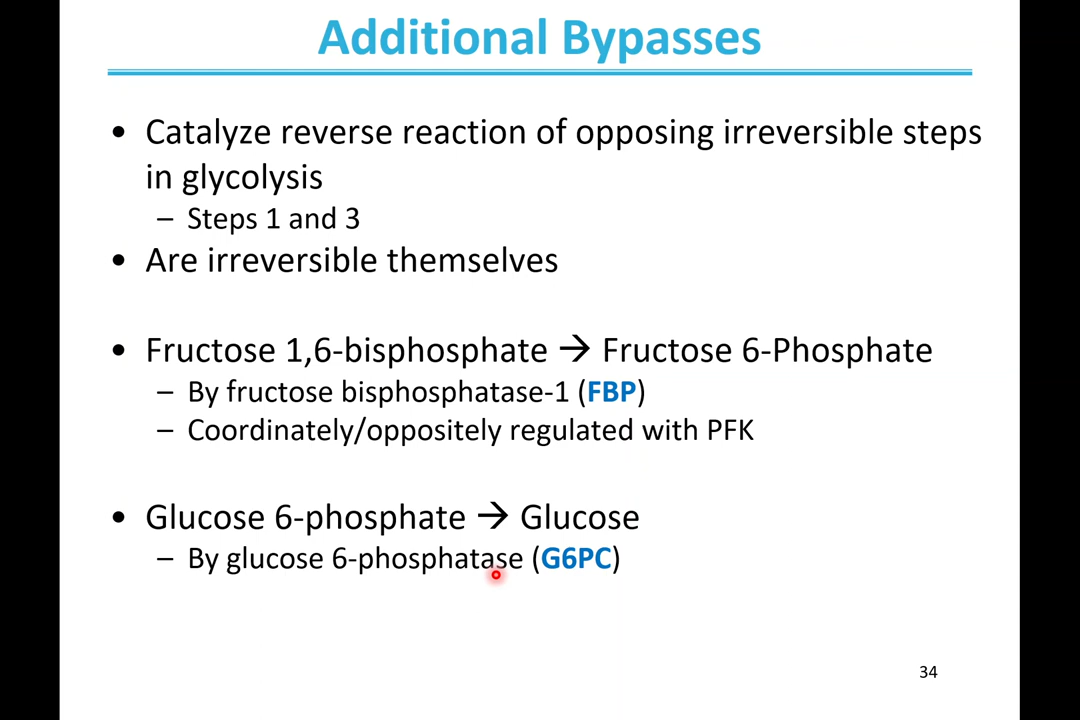 Additional Bypasses
• Catalyze reverse reaction of opposing irreversible steps
in glycolysis
– Steps 1 and 3
• Are irreversible themselves
• Fructose 1,6-bisphosphate → Fructose 6-Phosphate
– By fructose bisphosphatase-1 (FBP)
– Coordinately/oppositely regulated with PFK
• Glucose 6-phosphate → Glucose
– By glucose 6-phosphatase (G6PC)
34